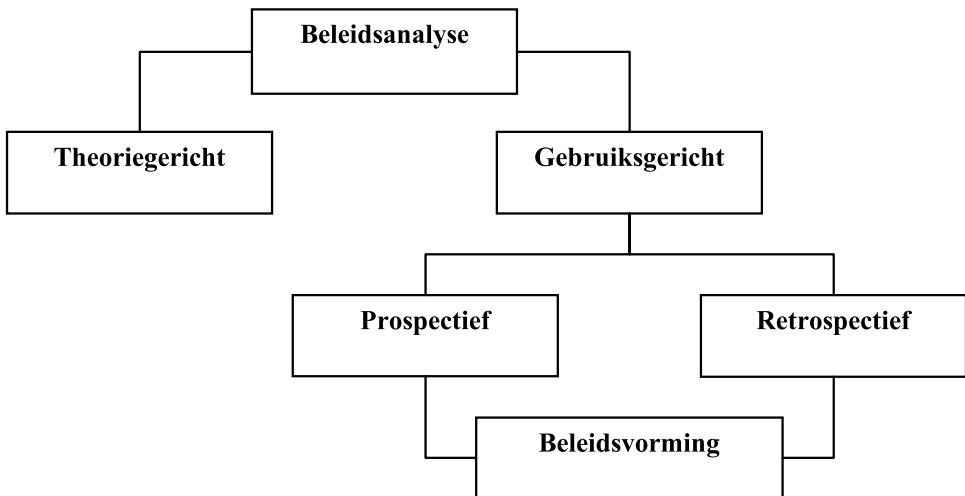 Beleidsanalyse
Theoriegericht
Gebruiksgericht
Prospectief
Retrospectief
Beleidsvorming